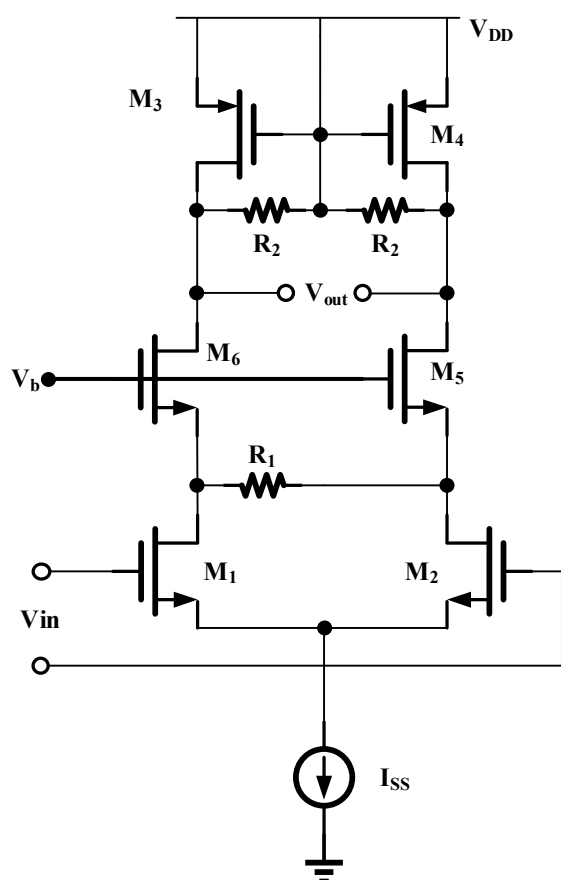 V_DD
M_3
M_4
R_2
R_2
V_out
M_6
M_5
V_b
R_1
M_1
M_2
Vin
I_SS